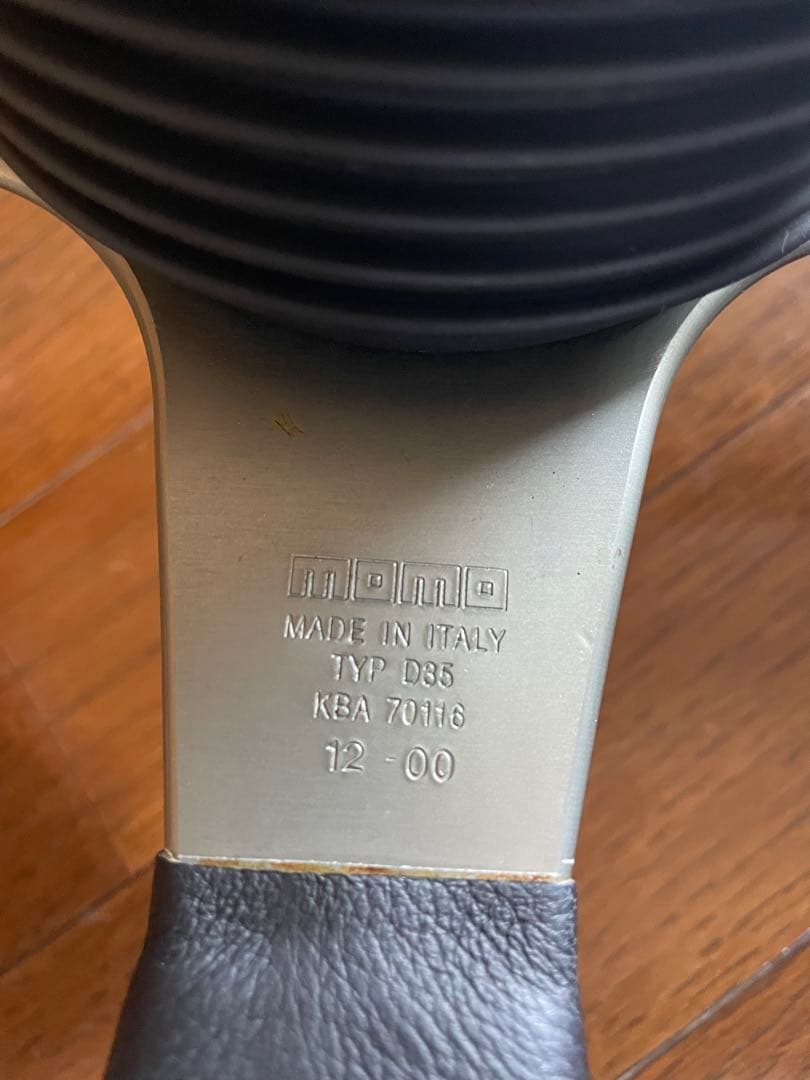 momo
MADE IN ITALY
TYP D35
KBA 70116
12 - 00